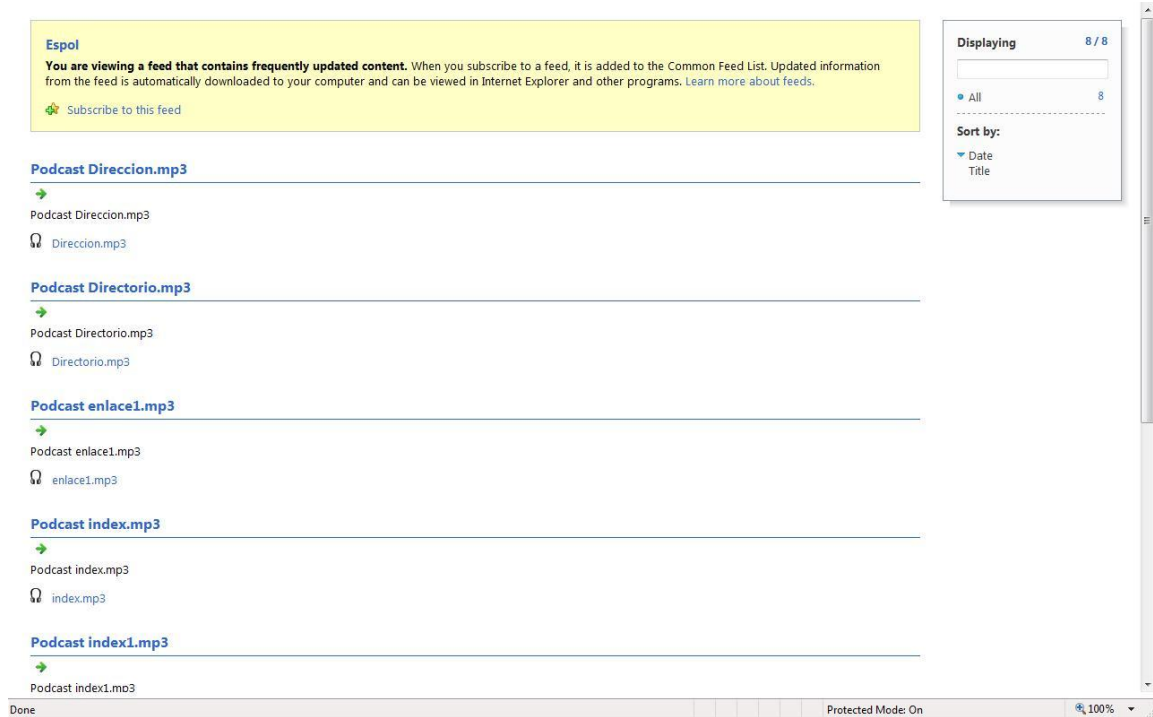 Espol
You are viewing a feed that contains frequently updated content. When you subscribe to a feed, it is added to the Common Feed List. Updated information
from the feed is automatically downloaded to your computer and can be viewed in Internet Explorer and other programs. Learn more about feeds.
Subscribe to this feed
Displaying 8 / 8
All 8
Sort by:
Date
Title
Podcast Direccion.mp3
Podcast Direccion.mp3
Direccion.mp3
Podcast Directorio.mp3
Podcast Directorio.mp3
Directorio.mp3
Podcast enlace1.mp3
Podcast enlace1.mp3
enlace1.mp3
Podcast index.mp3
Podcast index.mp3
index.mp3
Podcast index1.mp3
Podcast index1.mp3
Done Protected Mode: On 100%